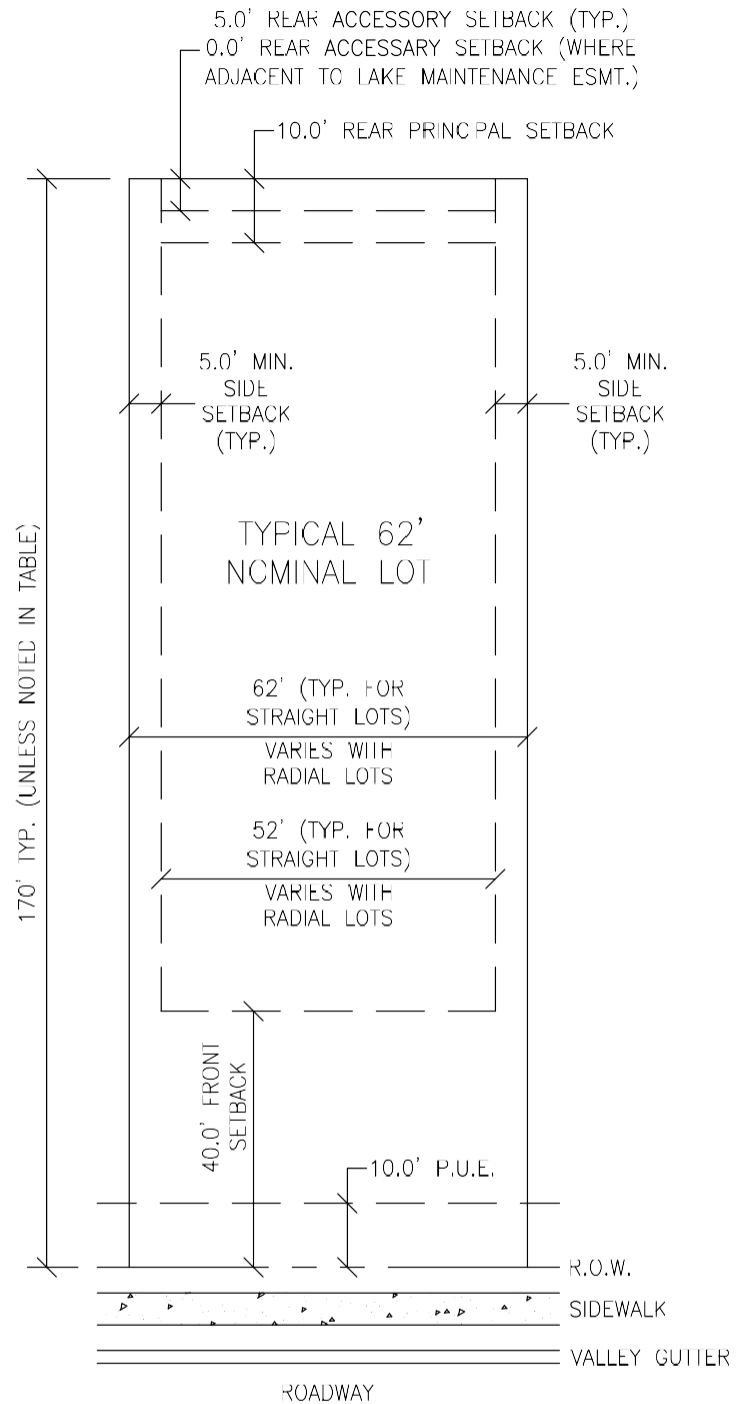 5.0' REAR ACCESSORY SETBACK (TYP.)
0.0' REAR ACCESSARY SETBACK (WHERE
ADJACENT TO LAKE MAINTENANCE ESMT.)
10.0' REAR PRINCIPAL SETBACK
5.0' MIN.
SIDE
SETBACK
(TYP.)
5.0' MIN.
SIDE
SETBACK
(TYP.)
TYPICAL 62'
NOMINAL LOT
170' TYP. (UNLESS NOTED IN TABLE)
62' (TYP. FOR
STRAIGHT LOTS)
VARIES WITH
RADIAL LOTS
52' (TYP. FOR
STRAIGHT LOTS)
VARIES WITH
RADIAL LOTS
40.0' FRONT
SETBACK
10.0' P.U.E.
R.O.W.
SIDEWALK
VALLEY GUTTER
ROADWAY